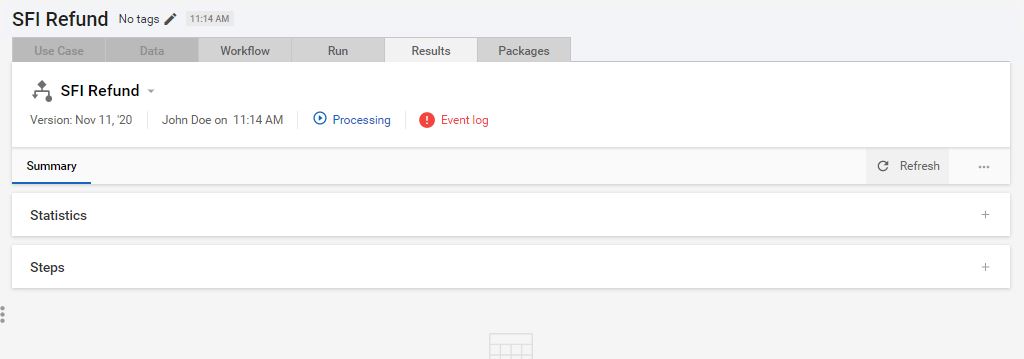 SFI Refund No tags 11:14 AM
Use Case Data Workflow Run Results Packages
SFI Refund
Version: Nov 11, '20 John Doe on 11:14 AM Processing Event log
Summary Refresh
Statistics
Steps